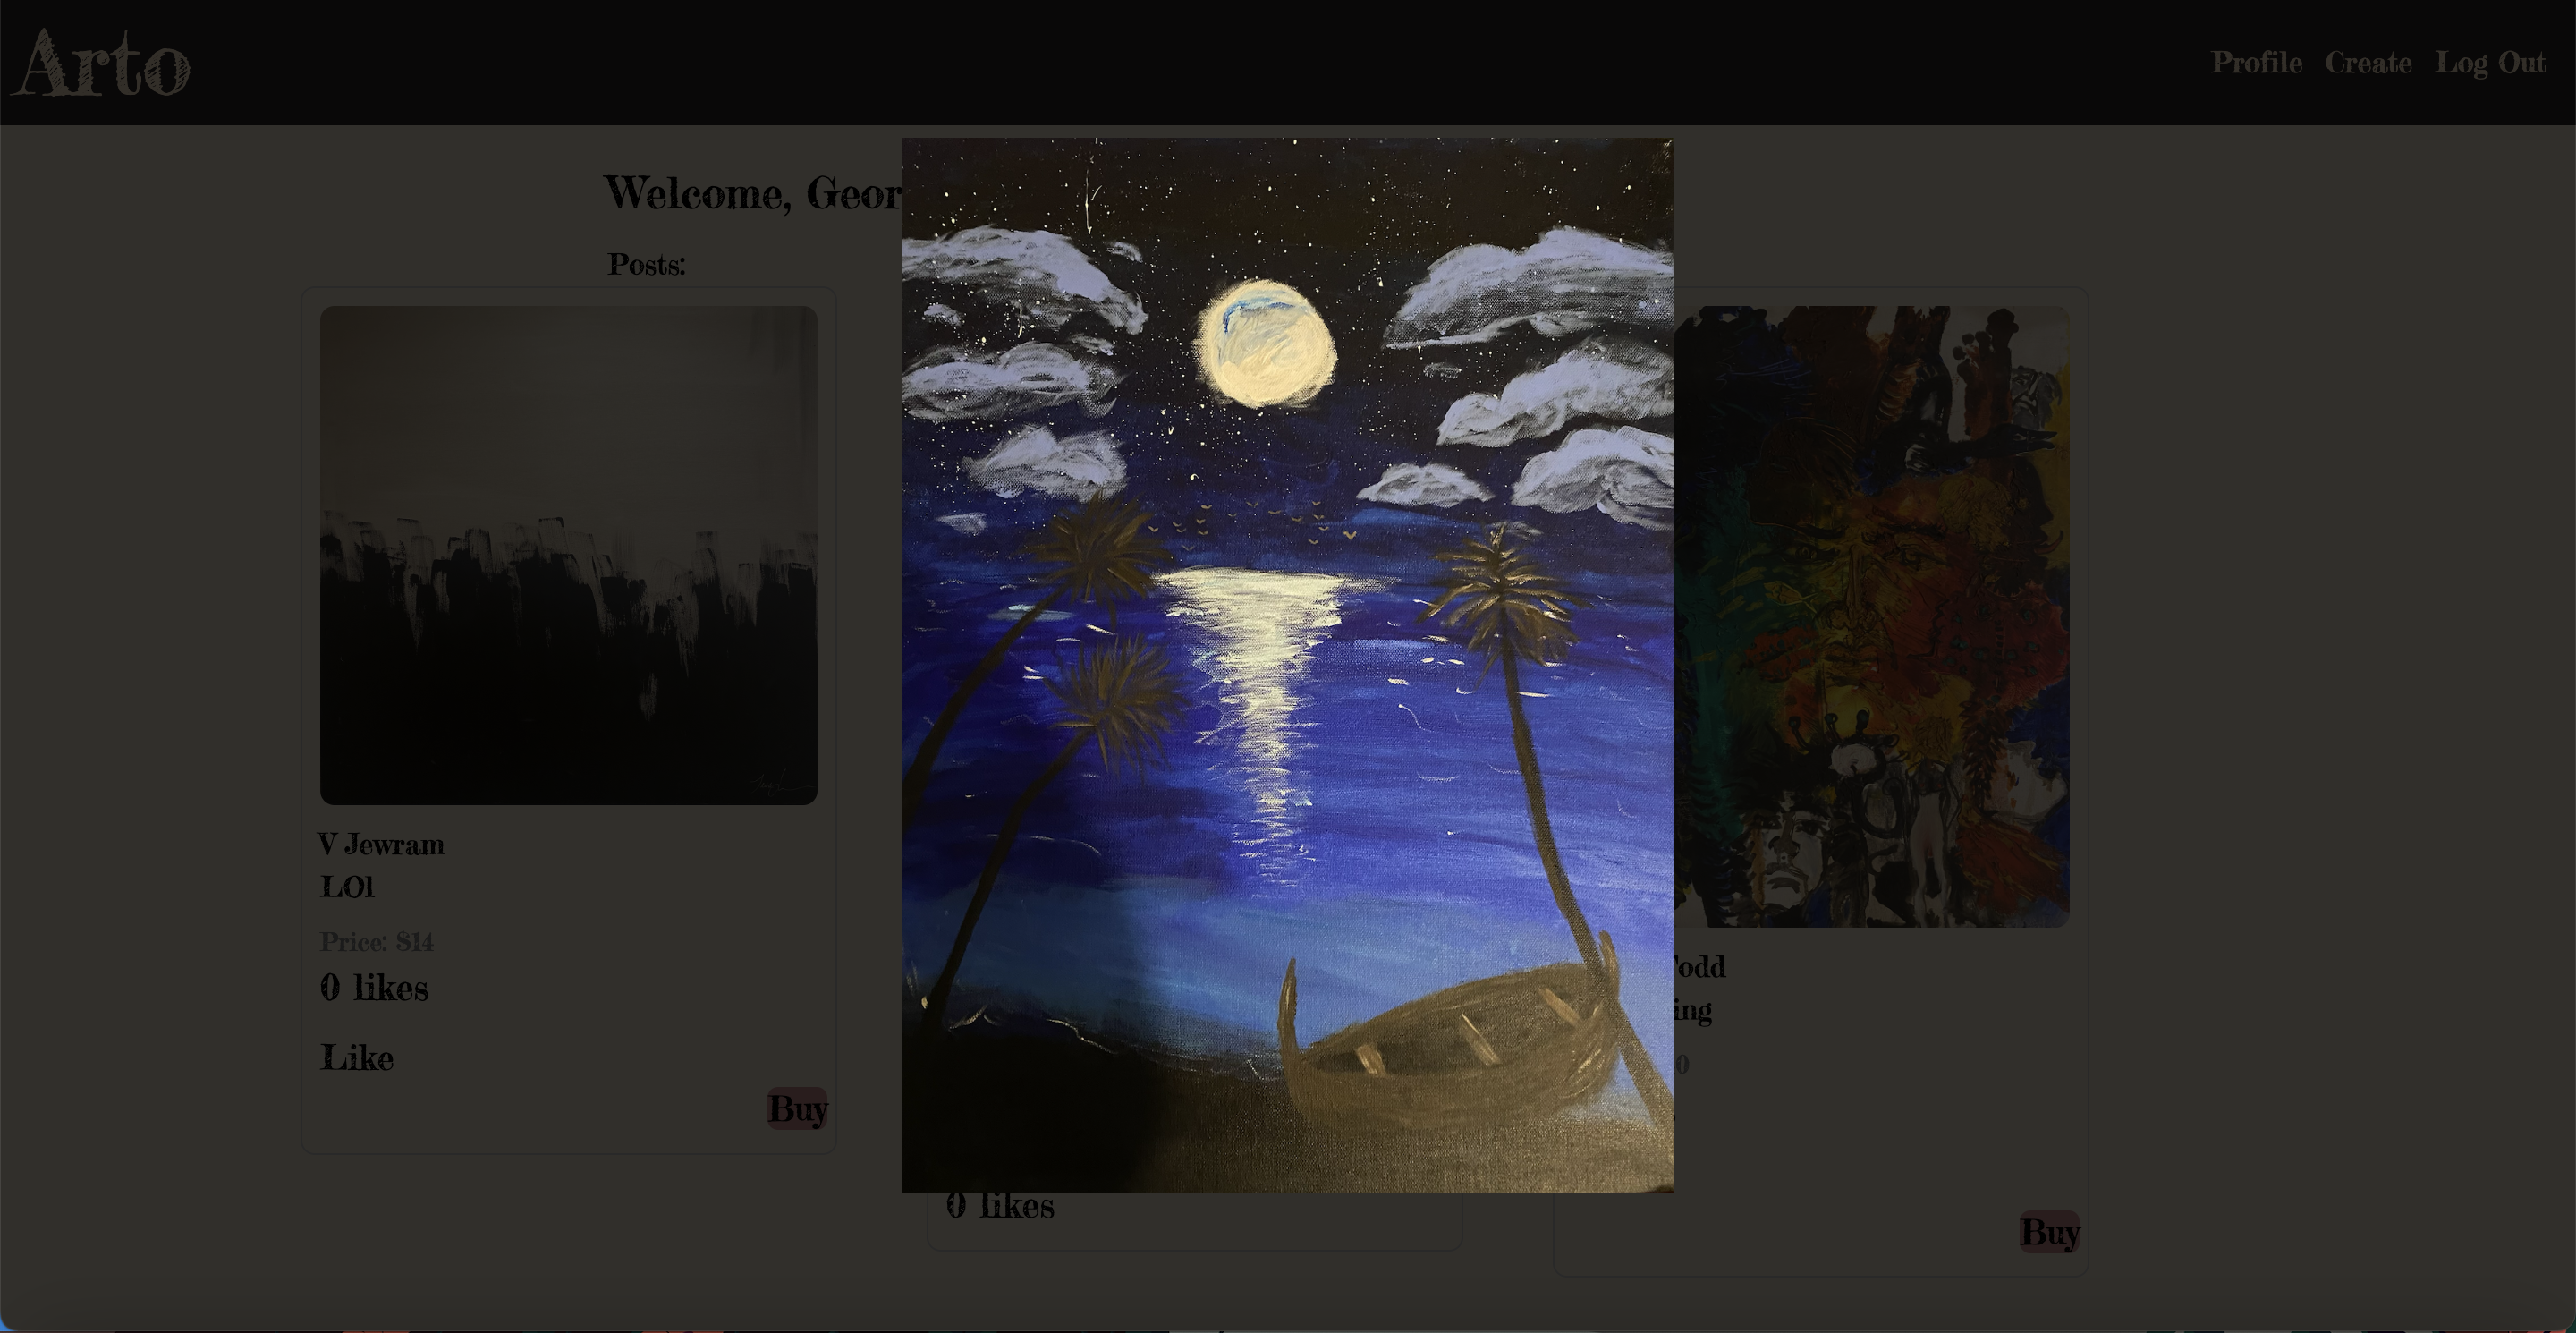 Arto
Profile Create Log Out
Welcome, Geor
Posts:
V Jewram
LOl
Price: $14
0 likes
Like
Buy
0 likes
odd
ing
0
Buy